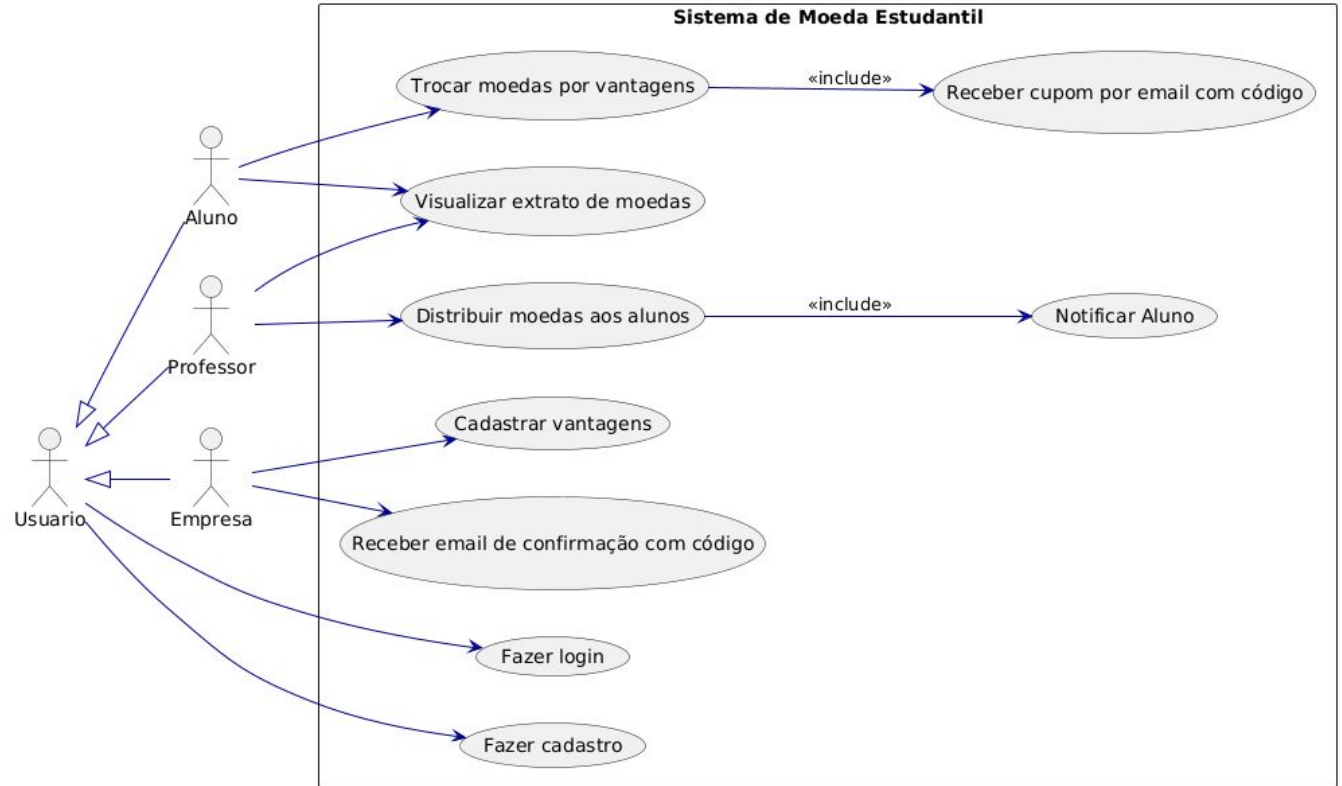 Sistema de Moeda Estudantil
Trocar moedas por vantagens
«include»
Receber cupom por email com código
Aluno
Visualizar extrato de moedas
Professor
Distribuir moedas aos alunos
«include»
Notificar Aluno
Cadastrar vantagens
Usuario
Empresa
Receber email de confirmação com código
Fazer login
Fazer cadastro